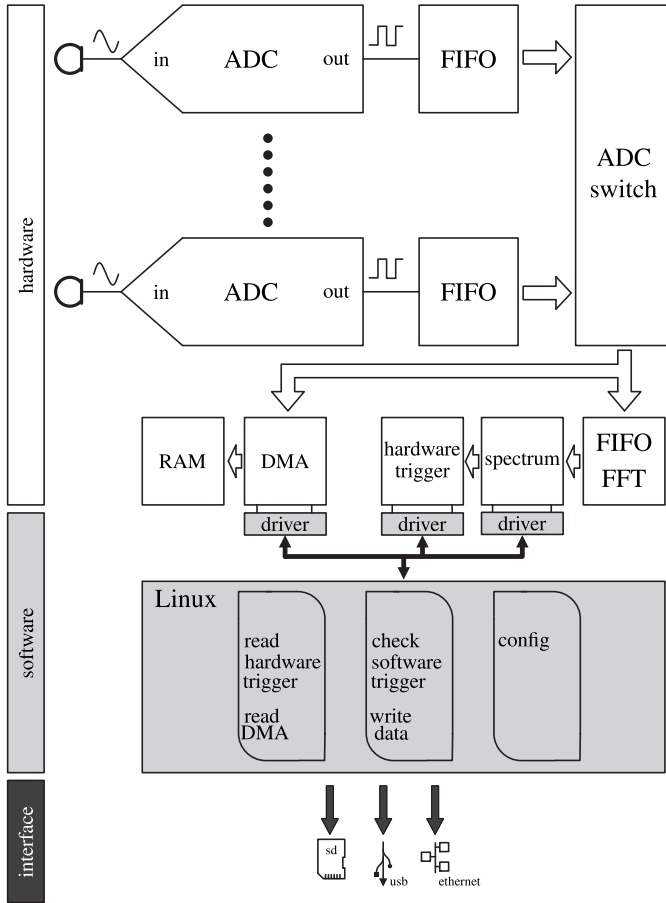 hardware
in
ADC
out
FIFO
ADC
switch
in
ADC
out
FIFO
RAM
DMA
hardware
trigger
spectrum
FIFO
FFT
driver
driver
driver
software
Linux
read
hardware
trigger
read
DMA
check
software
trigger
write
data
config
interface
sd
usb
ethernet